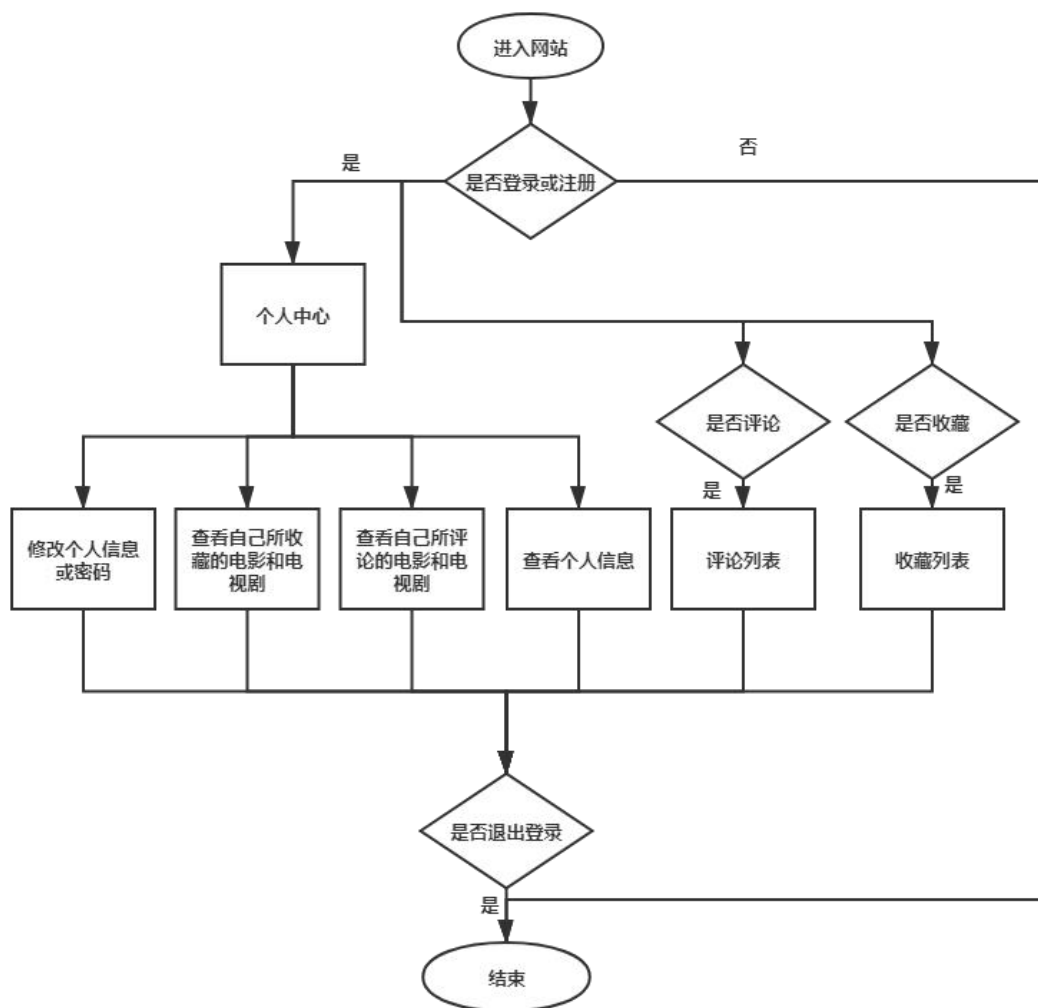 进入网站
否
是
是否登录或注册
个人中心
是否评论
是否收藏
是
是
修改个人信息
或密码
查看自己所收
藏的电影和电
视剧
查看自己所评
论的电影和电
视剧
查看个人信息
评论列表
收藏列表
是否退出登录
是
结束